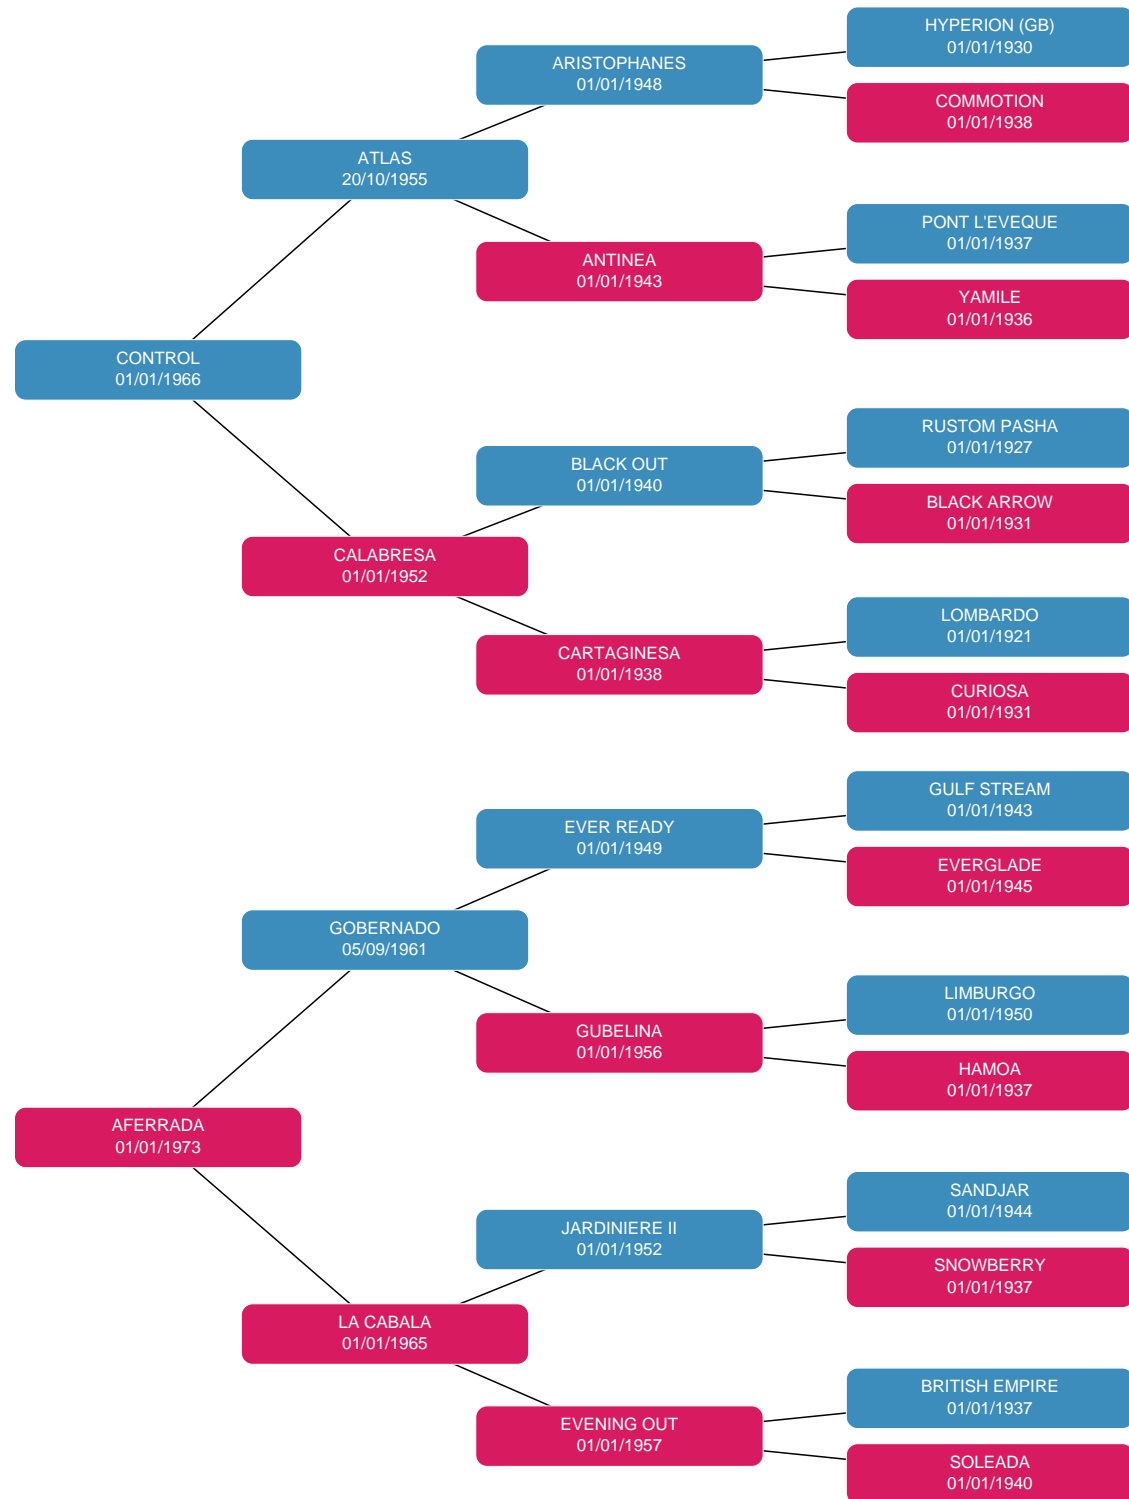 HYPERION (GB)
01/01/1930
ARISTOPHANES
01/01/1948
COMMOTION
01/01/1938
ATLAS
20/10/1955
PONT L'EVEQUE
01/01/1937
ANTINEA
01/01/1943
YAMILE
01/01/1936
CONTROL
01/01/1966
RUSTOM PASHA
01/01/1927
BLACK OUT
01/01/1940
BLACK ARROW
01/01/1931
CALABRESA
01/01/1952
LOMBARDO
01/01/1921
CARTAGINESA
01/01/1938
CURIOSA
01/01/1931
GULF STREAM
01/01/1943
EVER READY
01/01/1949
EVERGLADE
01/01/1945
GOBERNADO
05/09/1961
LIMBURGO
01/01/1950
GUBELINA
01/01/1956
HAMOA
01/01/1937
AFERRADA
01/01/1973
SANDJAR
01/01/1944
JARDINIERE II
01/01/1952
SNOWBERRY
01/01/1937
LA CABALA
01/01/1965
BRITISH EMPIRE
01/01/1937
EVENING OUT
01/01/1957
SOLEADA
01/01/1940